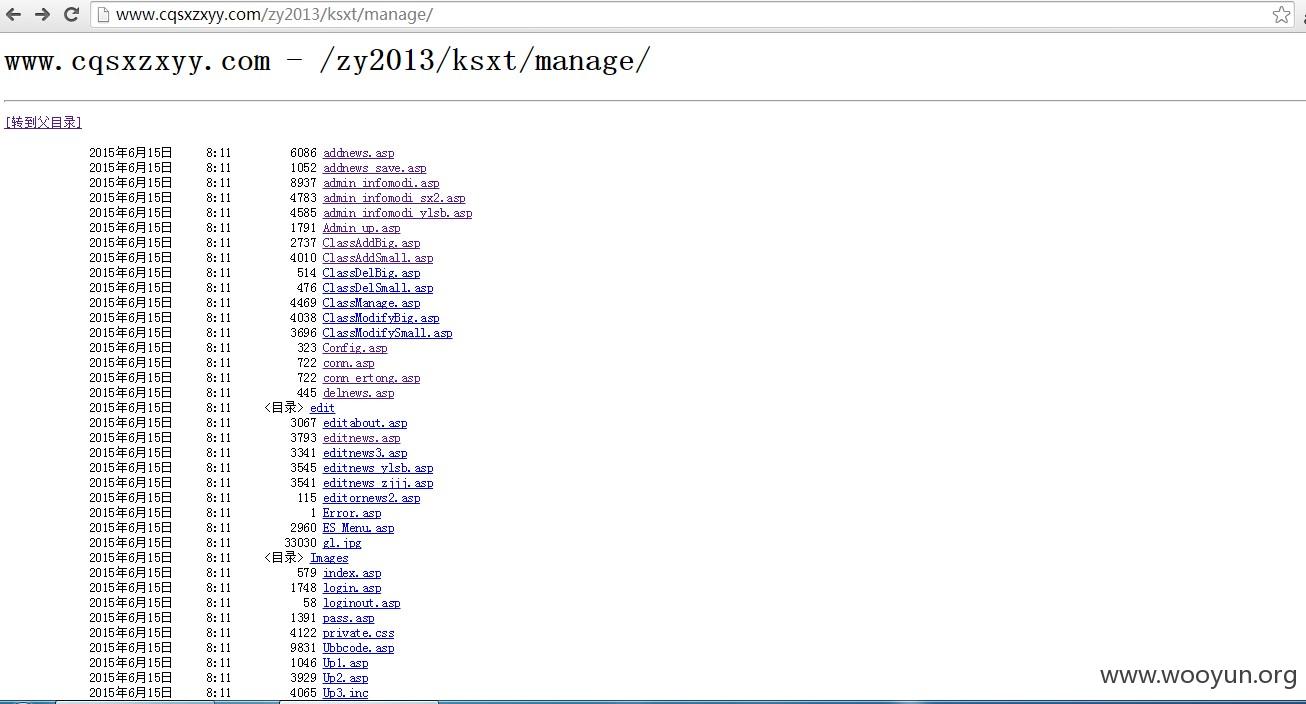 www.cqsxzxyy.com/zy2013/ksxt/manage/
www.cqsxzxyy.com - /zy2013/ksxt/manage/
[转到父目录]
2015年6月15日 8:11 6086 addnews.asp
2015年6月15日 8:11 1052 addnews_save.asp
2015年6月15日 8:11 8937 admin_infomodi.asp
2015年6月15日 8:11 4783 admin_infomodi_sx2.asp
2015年6月15日 8:11 4585 admin_infomodi_ylsb.asp
2015年6月15日 8:11 1791 Admin_up.asp
2015年6月15日 8:11 2737 ClassAddBig.asp
2015年6月15日 8:11 4010 ClassAddSmall.asp
2015年6月15日 8:11 514 ClassDelBig.asp
2015年6月15日 8:11 476 ClassDelSmall.asp
2015年6月15日 8:11 4469 ClassManage.asp
2015年6月15日 8:11 4038 ClassModifyBig.asp
2015年6月15日 8:11 3696 ClassModifySmall.asp
2015年6月15日 8:11 323 Config.asp
2015年6月15日 8:11 722 conn.asp
2015年6月15日 8:11 722 conn_ertong.asp
2015年6月15日 8:11 445 delnews.asp
2015年6月15日 8:11 <目录> edit
2015年6月15日 8:11 3067 editabout.asp
2015年6月15日 8:11 3793 editnews.asp
2015年6月15日 8:11 3341 editnews3.asp
2015年6月15日 8:11 3545 editnews_ylsb.asp
2015年6月15日 8:11 3541 editnews_zjjj.asp
2015年6月15日 8:11 115 editornews2.asp
2015年6月15日 8:11 1 Error.asp
2015年6月15日 8:11 2960 ES_Menu.asp
2015年6月15日 8:11 33030 gl.jpg
2015年6月15日 8:11 <目录> Images
2015年6月15日 8:11 579 index.asp
2015年6月15日 8:11 1748 login.asp
2015年6月15日 8:11 58 loginout.asp
2015年6月15日 8:11 1391 pass.asp
2015年6月15日 8:11 4122 private.css
2015年6月15日 8:11 9831 Ubbcode.asp
2015年6月15日 8:11 1046 Up1.asp
2015年6月15日 8:11 3929 Up2.asp
2015年6月15日 8:11 4065 Up3.inc
www.wooyun.org